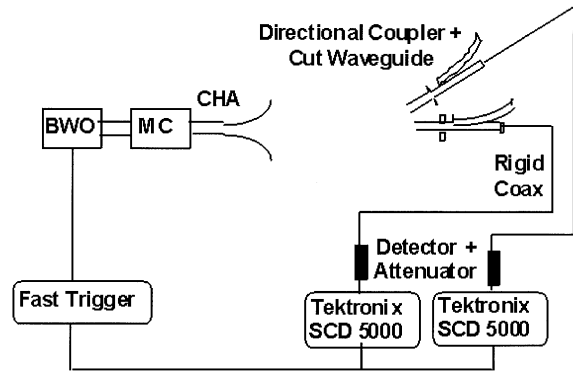 Directional Coupler +
Cut Waveguide
CHA
BWO
MC
Rigid
Coax
Detector +
Attenuator
Fast Trigger
Tektronix
SCD 5000
Tektronix
SCD 5000